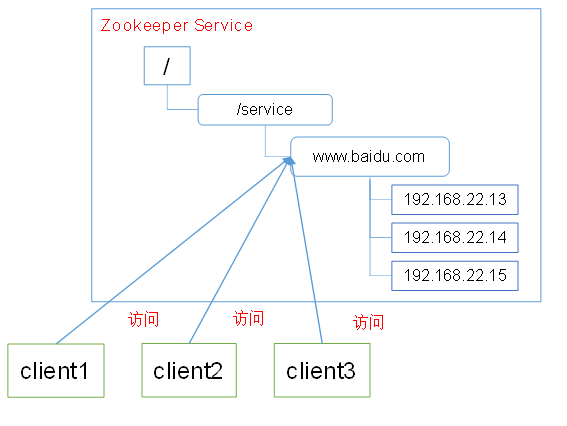 Zookeeper Service
/
/service
www.baidu.com
192.168.22.13
192.168.22.14
192.168.22.15
访问
访问
访问
client1
client2
client3